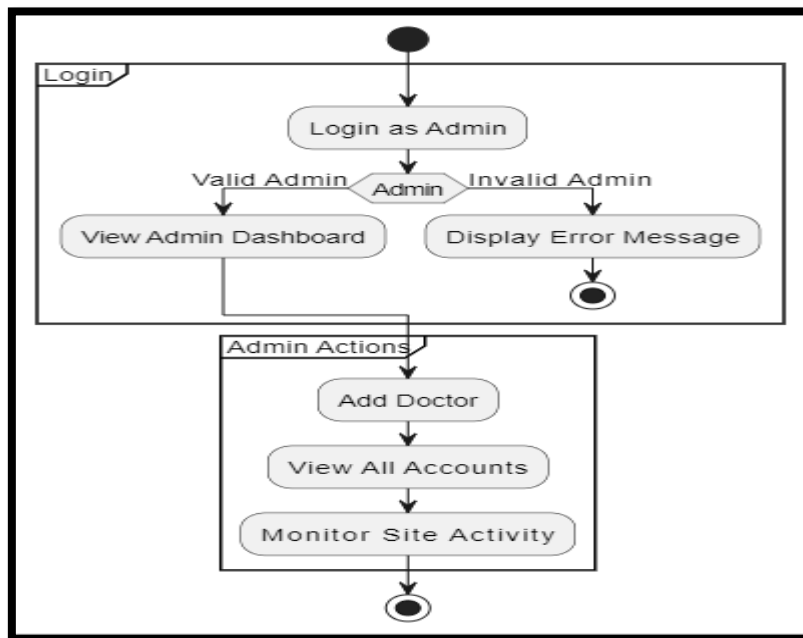 Login
Login as Admin
Valid Admin
Admin
Invalid Admin
View Admin Dashboard
Display Error Message
Admin Actions
Add Doctor
View All Accounts
Monitor Site Activity